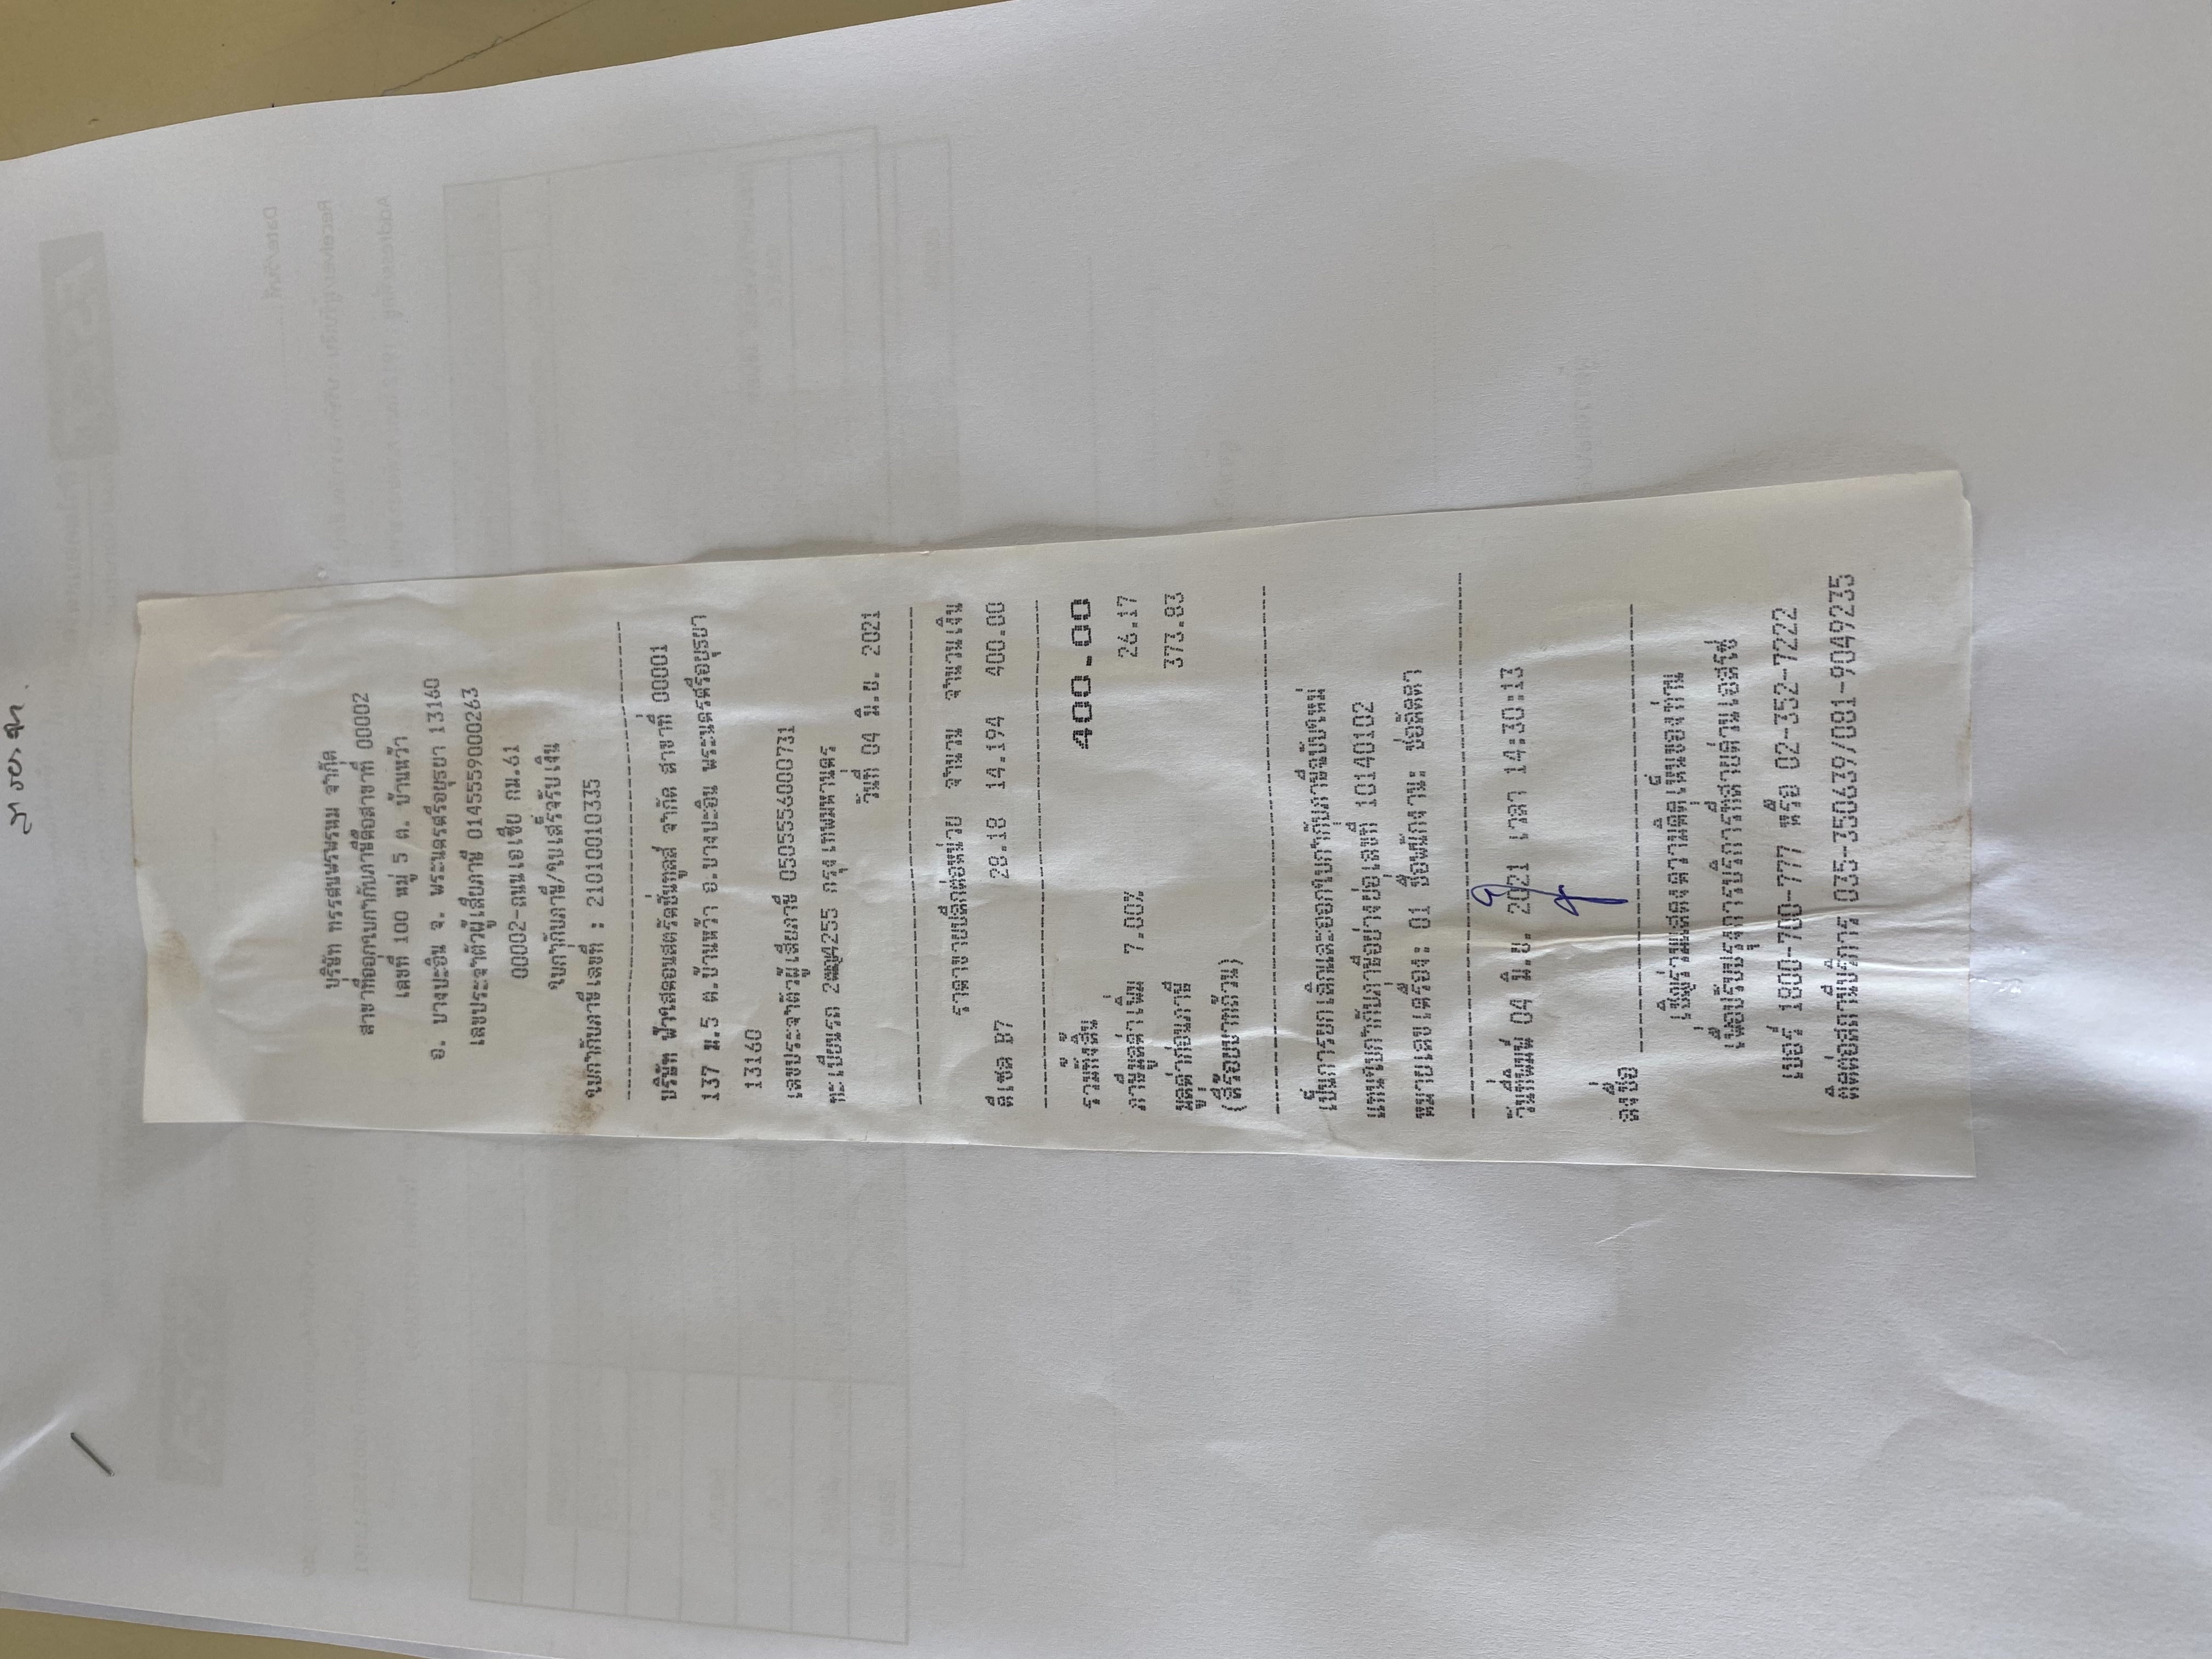 บริษัท ทรรศนพรพรหม จำกัด
สาขาที่ออกใบกำกับภาษีคือสาขาที่ 00002
เลขที่ 100 หมู่ 5 ต. บ้านหว้า
อ. บางปะอิน จ. พระนครศรีอยุธยา 13160
เลขประจำตัวผู้เสียภาษี 0145559000263
00002-ถนนเอเซีย กม.61
ใบกำกับภาษี/ใบเสร็จรับเงิน
ใบกำกับภาษีเลขที่ : 21010010335
บริษัท ฟ้าใสคอนสตรัคชั่นทูลส์ จำกัด สาขาที่ 00001
137 ม.5 ต.บ้านหว้า อ.บางปะอิน พระนครศรีอยุธยา
13160
เลขประจำตัวผู้เสียภาษี 0505556000731
ทะเบียนรถ 2ฒญ4255 กรุงเทพมหานคร
วันที่ 04 มิ.ย. 2021
ราคาขายปลีกต่อหน่วย จำนวน จำนวนเงิน
ดีเซล B7 28.18 14.194 400.00
รวมทั้งสิ้น 400.00
ภาษีมูลค่าเพิ่ม 7.00% 26.17
มูลค่าก่อนภาษี 373.83
(สี่ร้อยบาทถ้วน)
เป็นการยกเลิกและออกใบกำกับภาษีฉบับใหม่
แทนใบกำกับภาษีอย่างย่อเลขที่ 10140102
หมายเลขเครื่อง: 01 ชื่อพนักงาน: ช่อลัดดา
วันที่พิมพ์ 04 มิ.ย. 2021 เวลา 14:30:13
ลงชื่อ
เชิญร่วมแสดงความคิดเห็นของท่าน
เพื่อปรับปรุงการบริการที่สายด่วนเอสโซ่
เบอร์ 1800-700-777 หรือ 02-352-7222
ติดต่อสถานีบริการ 035-350639/081-9049235